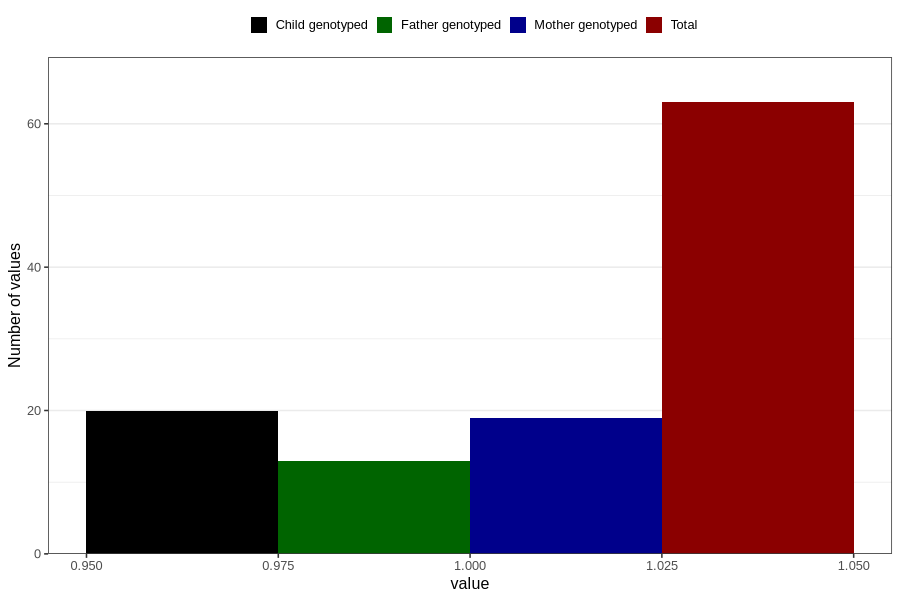 Child genotyped Father genotyped Mother genotyped Total
Number of values
60
40
20
0
0.950 0.975 1.000 1.025 1.050
value